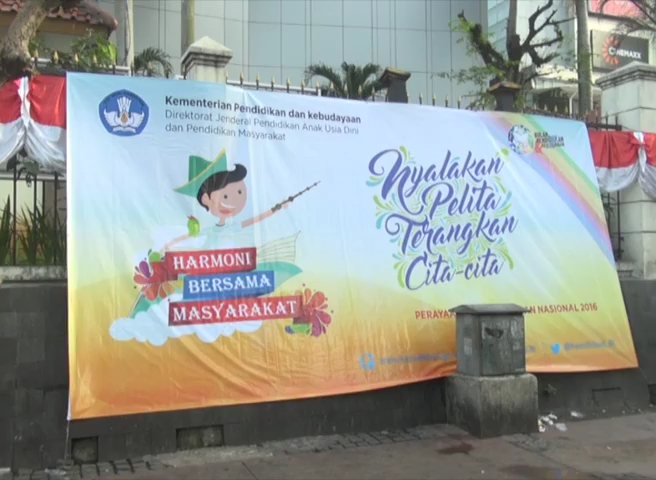 Kementerian Pendidikan dan kebudayaan
Direktorat Jenderal Pendidikan Anak Usia Dini
dan Pendidikan Masyarakat
HARMONI
BERSAMA
MASYARAKAT
Nyalakan
Pelita
Terangkan
Cita-cita
NASIONAL 2016
CINEMAXX